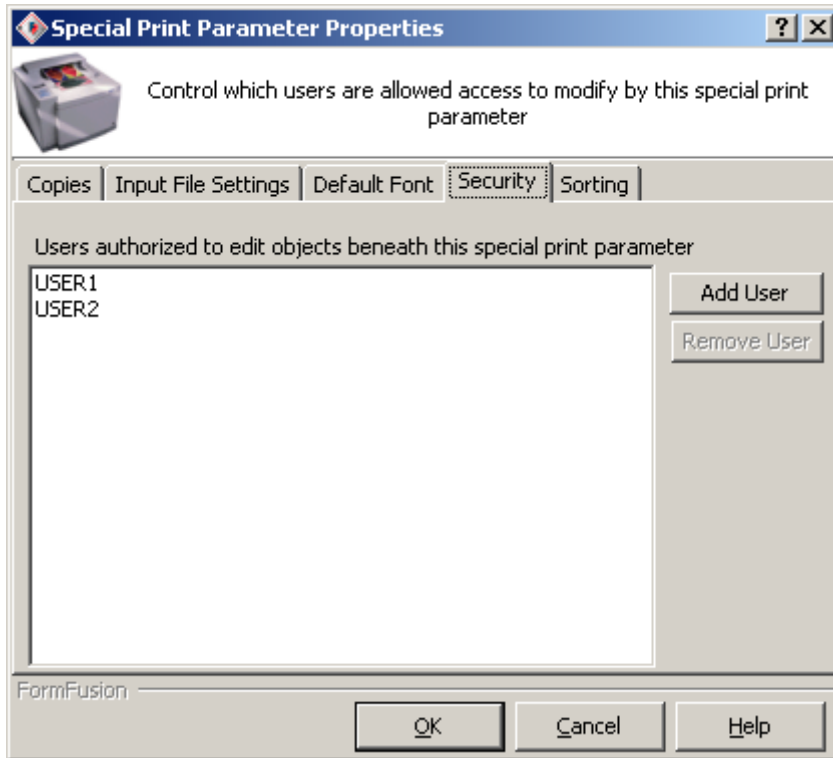 Special Print Parameter Properties
Control which users are allowed access to modify by this special print
parameter
Copies Input File Settings Default Font Security Sorting
Users authorized to edit objects beneath this special print parameter
USER1
USER2
Add User
Remove User
FormFusion
OK Cancel Help